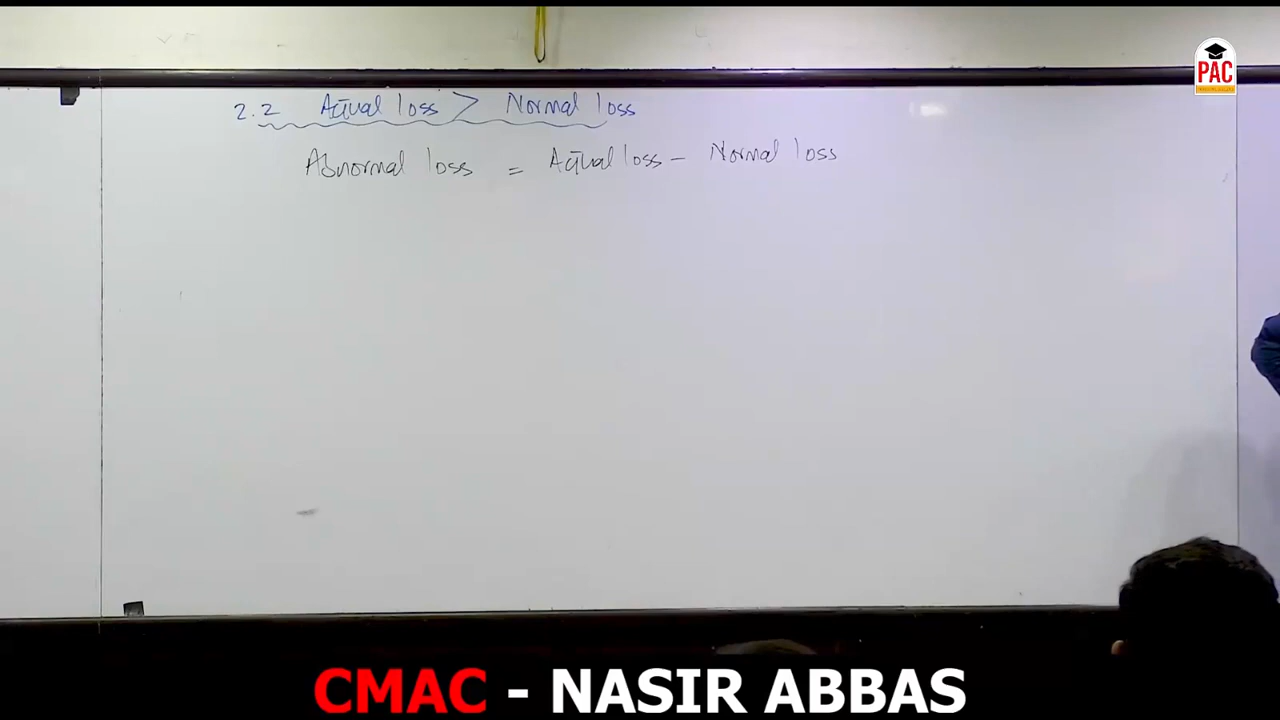 PAC
2.2 Actual loss > Normal loss
Abnormal loss = Actual loss - Normal loss
CMAC - NASIR ABBAS